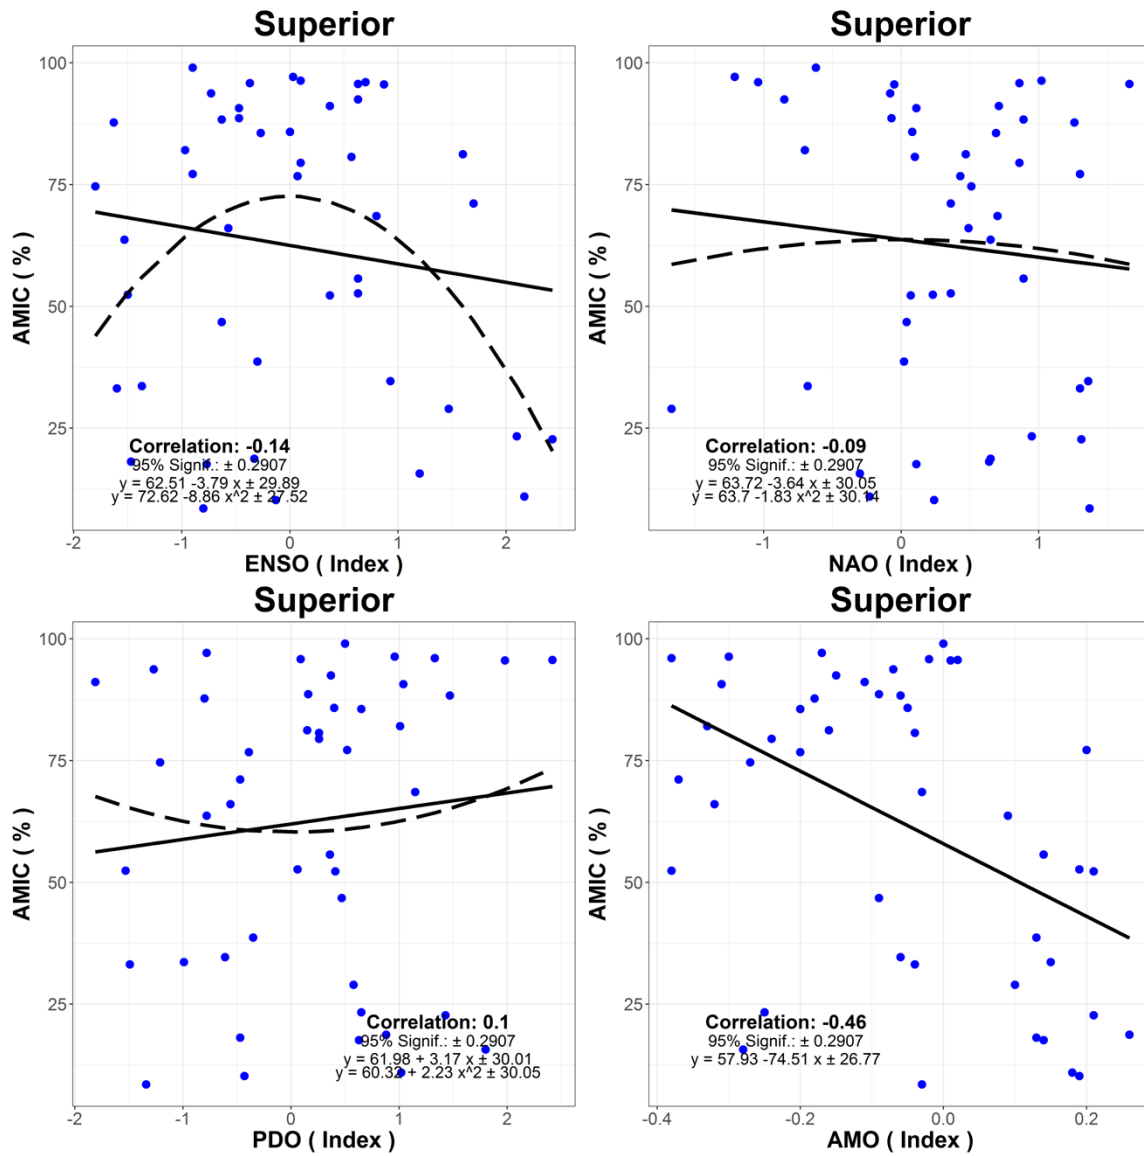 Superior
100
75
50
25
AMIC ( % )
Correlation: -0.14
95% Signif.: ± 0.2907
y = 62.51 -3.79 x ± 29.89
y = 72.62 -8.86 x^2 ± 27.52
-2 -1 0 1 2
ENSO ( Index )
Superior
100
75
50
25
AMIC ( % )
Correlation: -0.09
95% Signif.: ± 0.2907
y = 63.72 -3.64 x ± 30.05
y = 63.7 -1.83 x^2 ± 30.14
-1 0 1
NAO ( Index )
Superior
100
75
50
25
AMIC ( % )
Correlation: 0.1
95% Signif.: ± 0.2907
y = 61.98 + 3.17 x ± 30.01
y = 60.32 + 2.23 x^2 ± 30.05
-2 -1 0 1 2
PDO ( Index )
Superior
100
75
50
25
AMIC ( % )
Correlation: -0.46
95% Signif.: ± 0.2907
y = 57.93 -74.51 x ± 26.77
-0.4 -0.2 0.0 0.2
AMO ( Index )